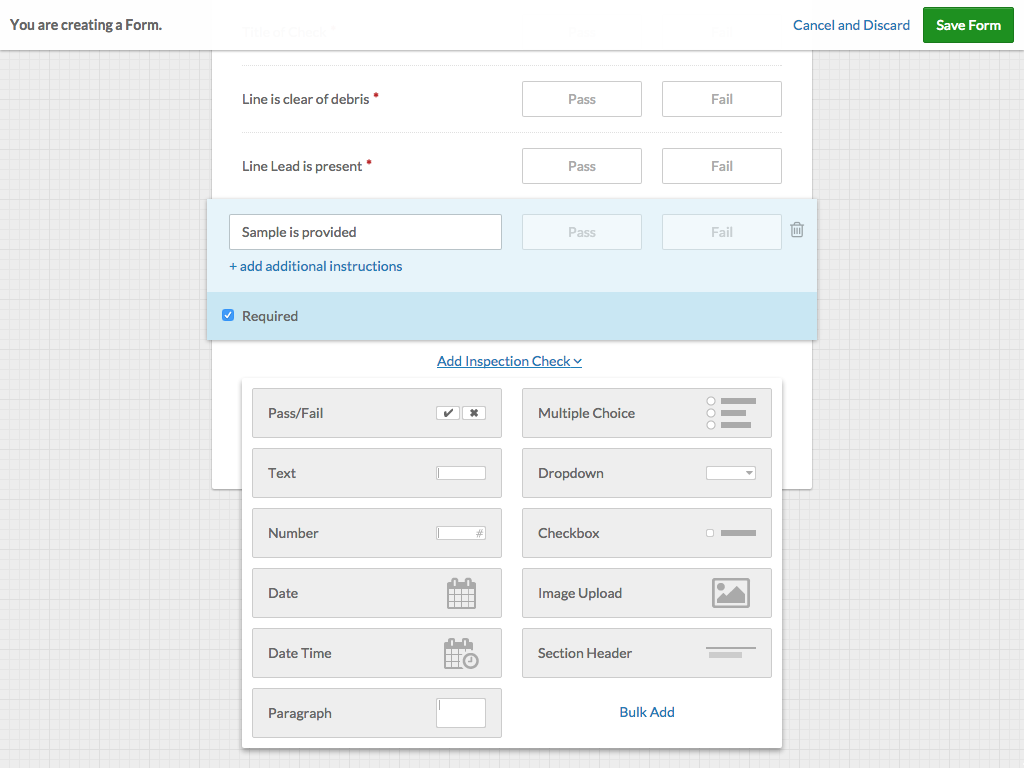 You are creating a Form.
Cancel and Discard
Save Form
Line is clear of debris *
Pass
Fail
Line Lead is present *
Pass
Fail
Sample is provided
Pass
Fail
+ add additional instructions
Required
Add Inspection Check
Pass/Fail
Multiple Choice
Text
Dropdown
Number
#
Checkbox
Date
Image Upload
Date Time
Section Header
Paragraph
Bulk Add